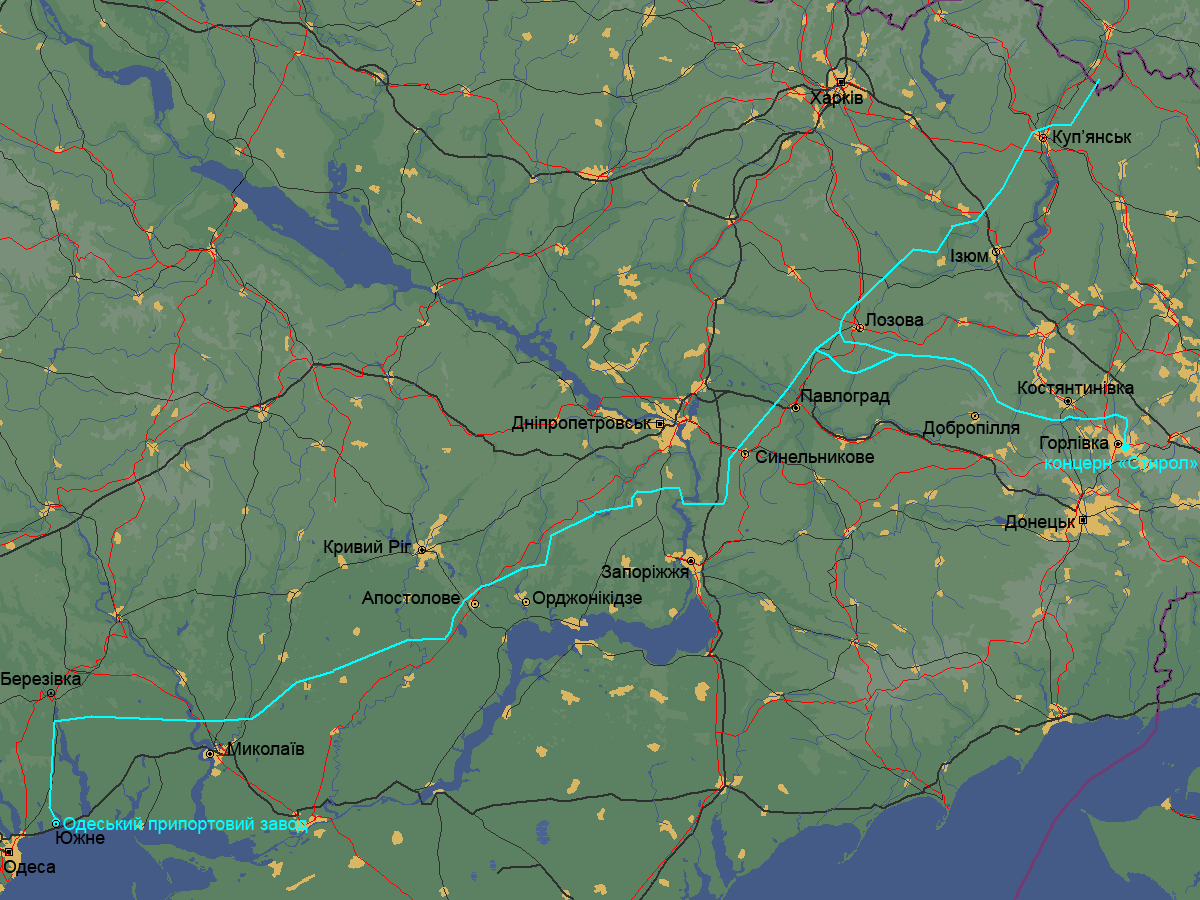 Харків
Куп'янськ
Ізюм
Лозова
Костянтинівка
Павлоград
Дніпропетровськ
Добропілля
Горлівка
Синельникове
концерн «Стирол»
Донецьк
Кривий Ріг
Запоріжжя
Апостолове
Орджонікідзе
Березівка
Миколаїв
Одеський припортовий завод
Южне
Одеса